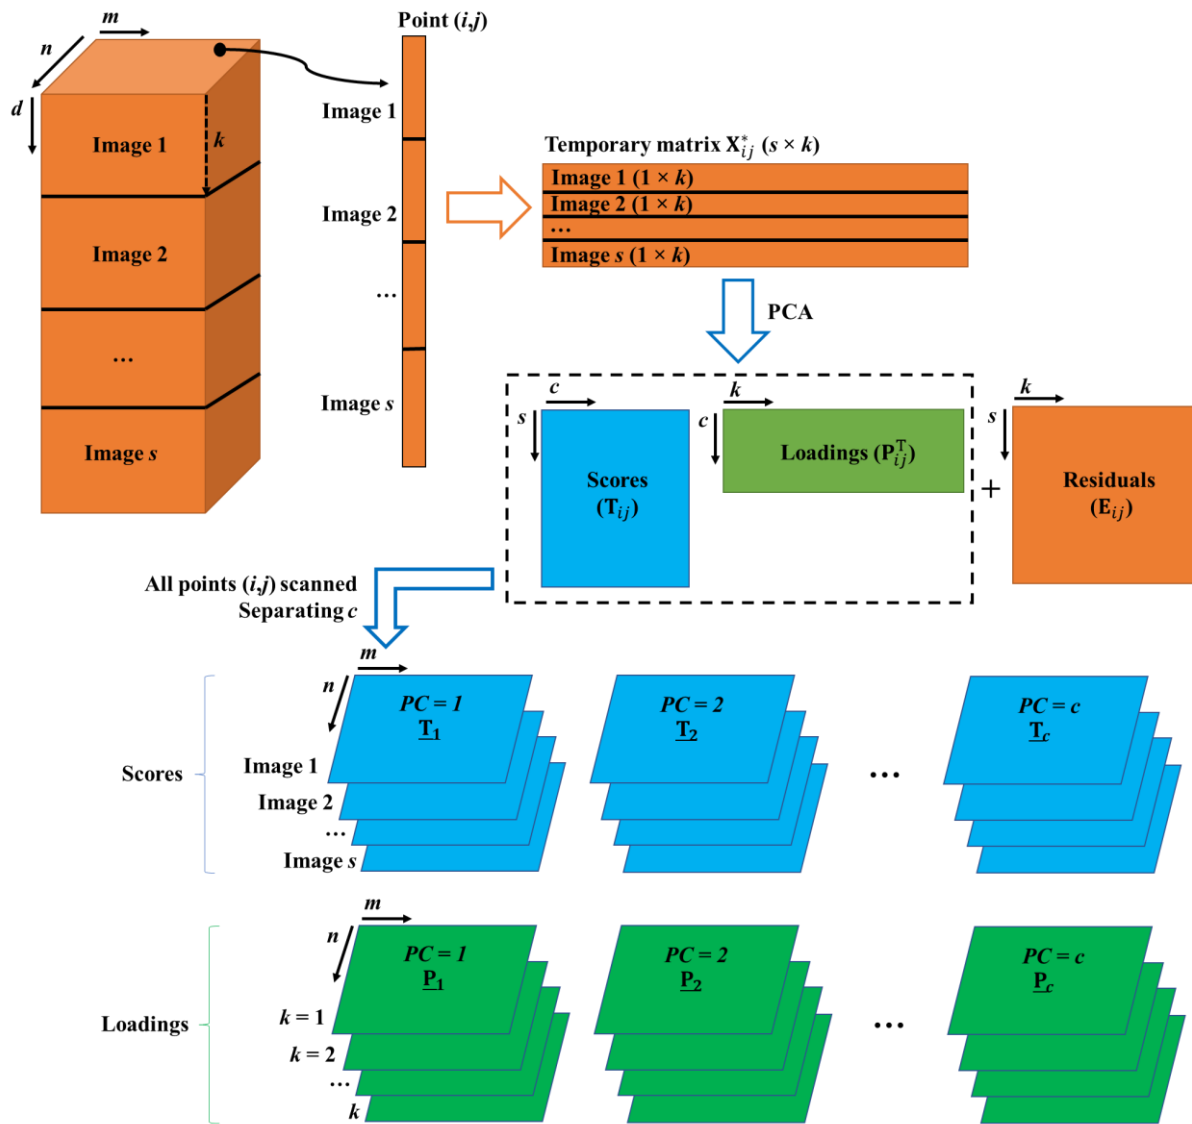 m
n
d
k
Image 1
Image 2
...
Image s
Point (i,j)
Image 1
Image 2
...
Image s
Temporary matrix X*ij (s × k)
Image 1 (1 × k)
Image 2 (1 × k)
...
Image s (1 × k)
PCA
c
s
Scores
(Tij)
k
c
Loadings (PᵀIJ)
+
k
s
Residuals
(Eij)
All points (i,j) scanned
Separating c
m
n
Scores
PC = 1
T1
Image 1
Image 2
...
Image s
PC = 2
T2
...
PC = c
Tc
m
n
Loadings
PC = 1
P1
k = 1
k = 2
...
k
PC = 2
P2
...
PC = c
Pc